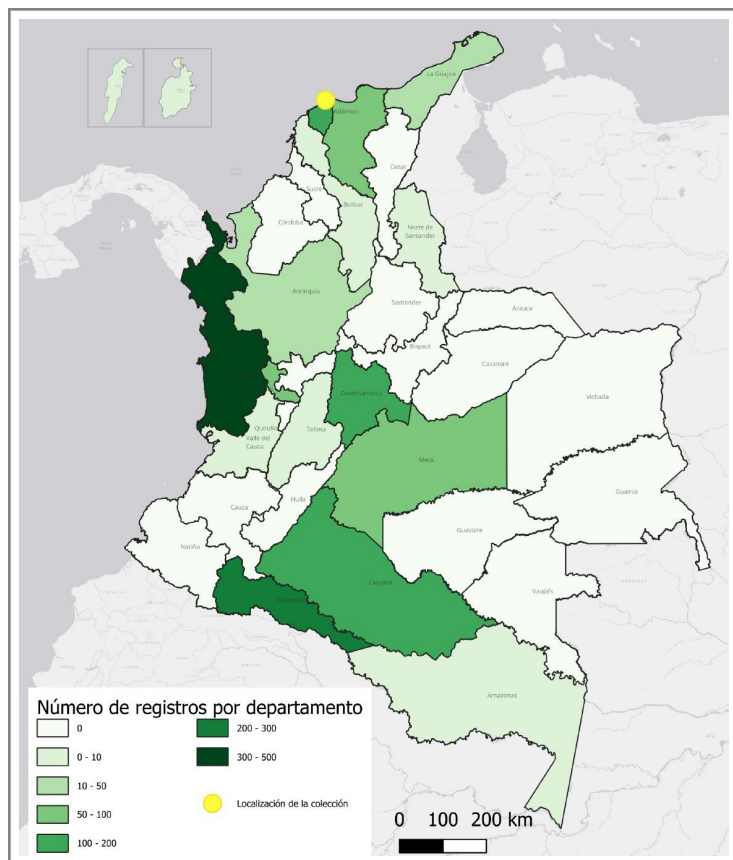 La Guajira
Atlántico
Cesar
Sucre
Córdoba
Bolívar
Norte de
Santander
Antioquia
Santander
Arauca
Boyacá
Casanare
Cundinamarca
Vichada
Quindío
Tolima
Valle del
Cauca
Meta
Huila
Guainía
Cauca
Guaviare
Nariño
Caquetá
Vaupés
Putumayo
Amazonas
Número de registros por departamento
0
200 - 300
0 - 10
300 - 500
10 - 50
Localización de la colección
50 - 100
100 - 200
0 100 200 km